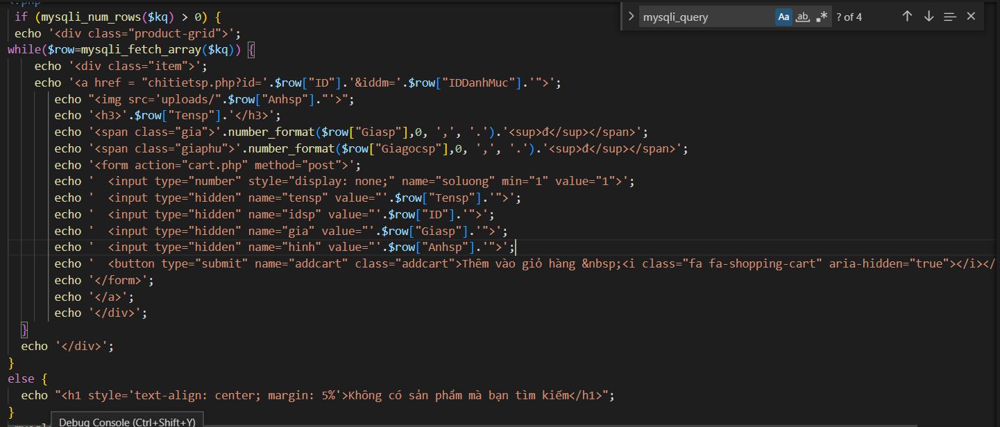 <?php
if (mysqli_num_rows($kq) > 0) {
mysqli_query
Aa
ab
.*
? of 4
echo '<div class="product-grid">';
while($row=mysqli_fetch_array($kq)) {
echo '<div class="item">';
echo '<a href = "chitietsp.php?id='.$row["ID"].'&iddm='.$row["IDDanhMuc"].'">';
echo "<img src='uploads/".$row["Anhsp"]."'>";
echo '<h3>'.$row["Tensp"].'</h3>';
echo '<span class="gia">'.number_format($row["Giasp"],0, ',', '.').'<sup>đ</sup></span>';
echo '<span class="giaphu">'.number_format($row["Giagocsp"],0, ',', '.').'<sup>đ</sup></span>';
echo '<form action="cart.php" method="post">';
echo '  <input type="number" style="display: none;" name="soluong" min="1" value="1">';
echo '  <input type="hidden" name="tensp" value="'.$row["Tensp"].'">';
echo '  <input type="hidden" name="idsp" value="'.$row["ID"].'">';
echo '  <input type="hidden" name="gia" value="'.$row["Giasp"].'">';
echo '  <input type="hidden" name="hinh" value="'.$row["Anhsp"].'">';
echo '  <button type="submit" name="addcart" class="addcart">Thêm vào giỏ hàng &nbsp;<i class="fa fa-shopping-cart" aria-hidden="true"></i></
echo '</form>';
echo '</a>';
echo '</div>';
}
echo '</div>';
}
else {
echo "<h1 style='text-align: center; margin: 5%'>Không có sản phẩm mà bạn tìm kiếm</h1>";
}
Debug Console (Ctrl+Shift+Y)